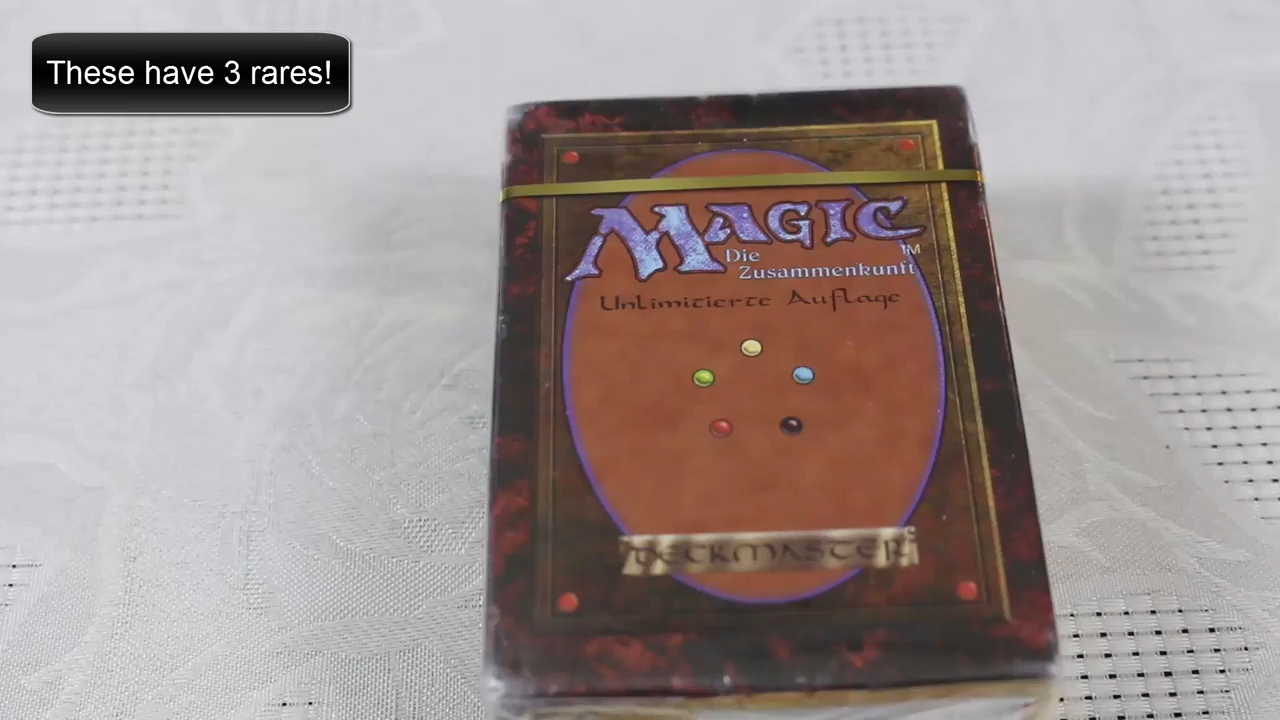 These have 3 rares!
MAGIC
TM
Die
Zusammenkunft
Unlimitierte Auflage
DECKMASTER